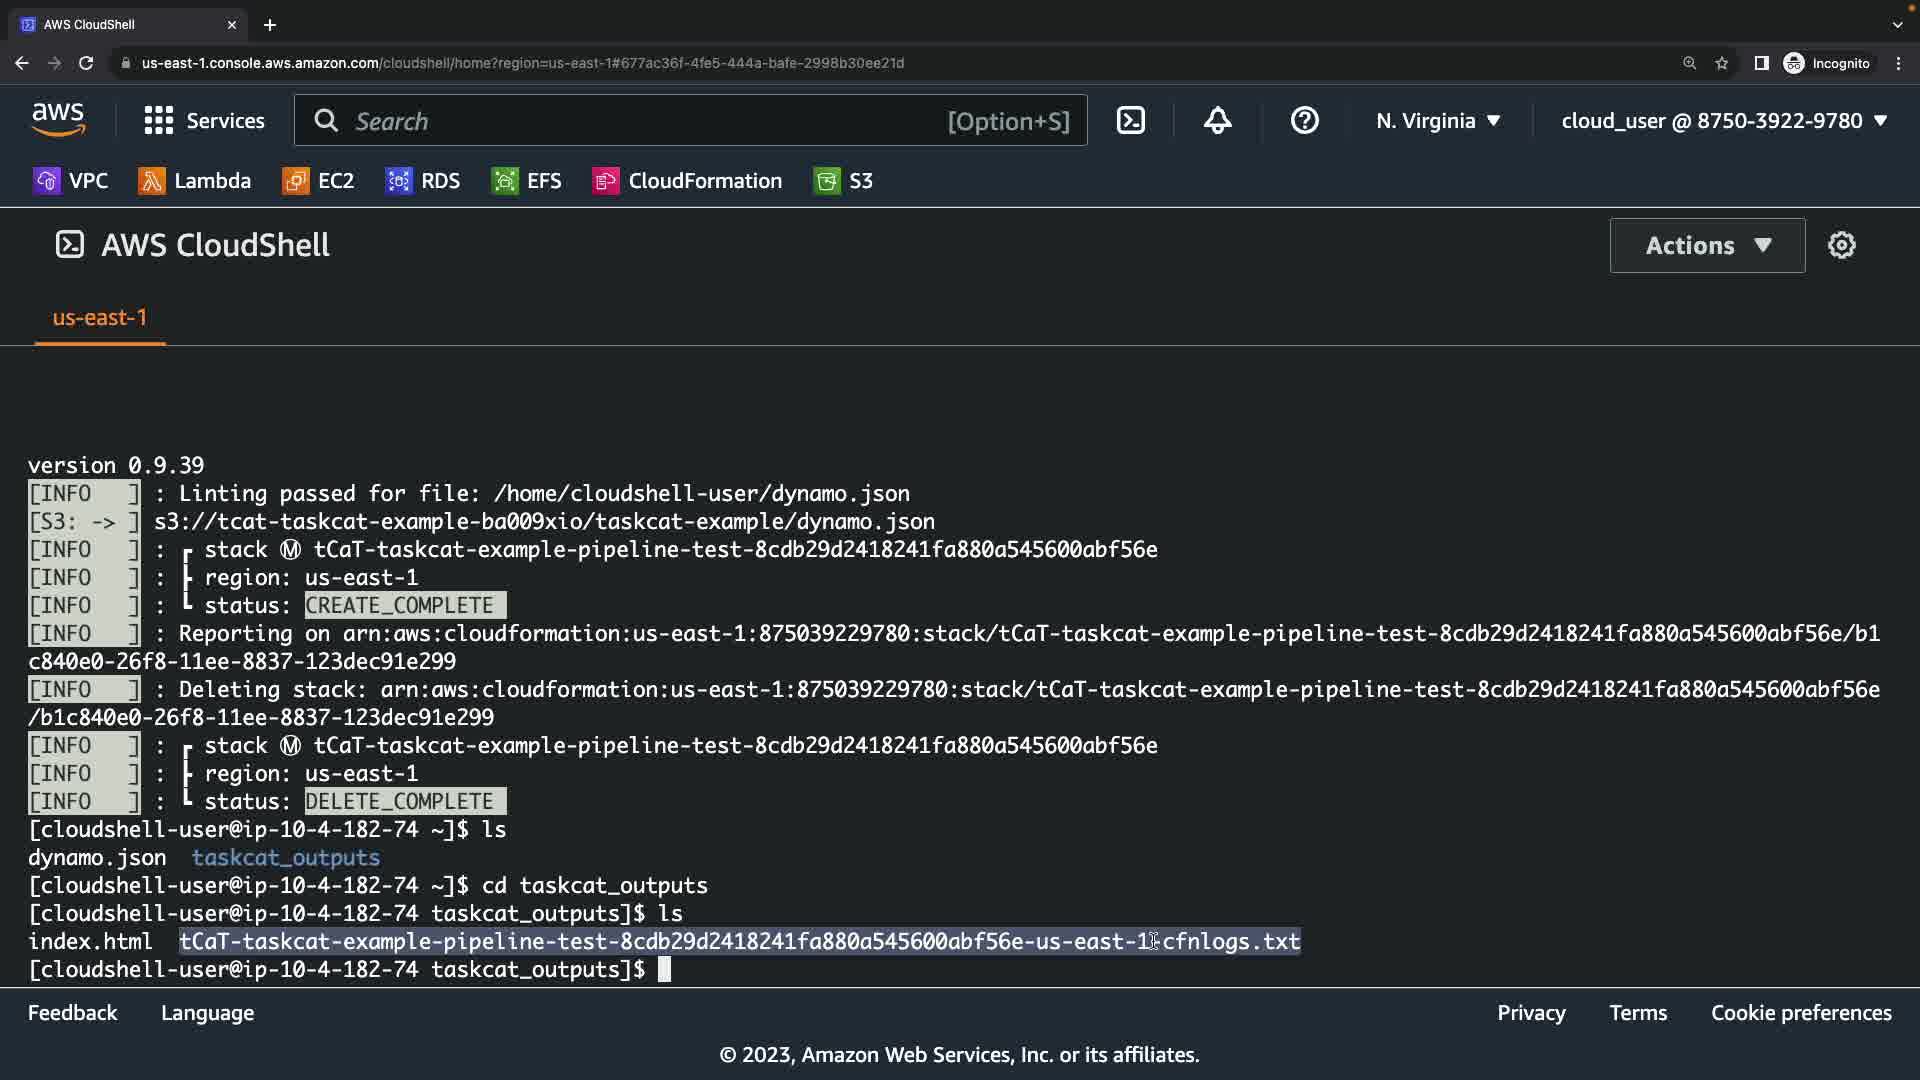 AWS CloudShell
us-east-1.console.aws.amazon.com/cloudshell/home?region=us-east-1#677ac36f-4fe5-444a-bafe-2998b30ee21d
Incognito
aws
Services
Search
[Option+S]
N. Virginia
cloud_user @ 8750-3922-9780
VPC
Lambda
EC2
RDS
EFS
CloudFormation
S3
AWS CloudShell
Actions
us-east-1
version 0.9.39
[INFO   ] : Linting passed for file: /home/cloudshell-user/dynamo.json
[S3: -> ] s3://tcat-taskcat-example-ba009xio/taskcat-example/dynamo.json
[INFO   ] : ┏ stack Ⓜ tCaT-taskcat-example-pipeline-test-8cdb29d2418241fa880a545600abf56e
[INFO   ] : ┣ region: us-east-1
[INFO   ] : ┗ status: CREATE_COMPLETE
[INFO   ] : Reporting on arn:aws:cloudformation:us-east-1:875039229780:stack/tCaT-taskcat-example-pipeline-test-8cdb29d2418241fa880a545600abf56e/b1
c840e0-26f8-11ee-8837-123dec91e299
[INFO   ] : Deleting stack: arn:aws:cloudformation:us-east-1:875039229780:stack/tCaT-taskcat-example-pipeline-test-8cdb29d2418241fa880a545600abf56e
/b1c840e0-26f8-11ee-8837-123dec91e299
[INFO   ] : ┏ stack Ⓜ tCaT-taskcat-example-pipeline-test-8cdb29d2418241fa880a545600abf56e
[INFO   ] : ┣ region: us-east-1
[INFO   ] : ┗ status: DELETE_COMPLETE
[cloudshell-user@ip-10-4-182-74 ~]$ ls
dynamo.json  taskcat_outputs
[cloudshell-user@ip-10-4-182-74 ~]$ cd taskcat_outputs
[cloudshell-user@ip-10-4-182-74 taskcat_outputs]$ ls
index.html  tCaT-taskcat-example-pipeline-test-8cdb29d2418241fa880a545600abf56e-us-east-1-cfnlogs.txt
[cloudshell-user@ip-10-4-182-74 taskcat_outputs]$
Feedback
Language
Privacy
Terms
Cookie preferences
© 2023, Amazon Web Services, Inc. or its affiliates.